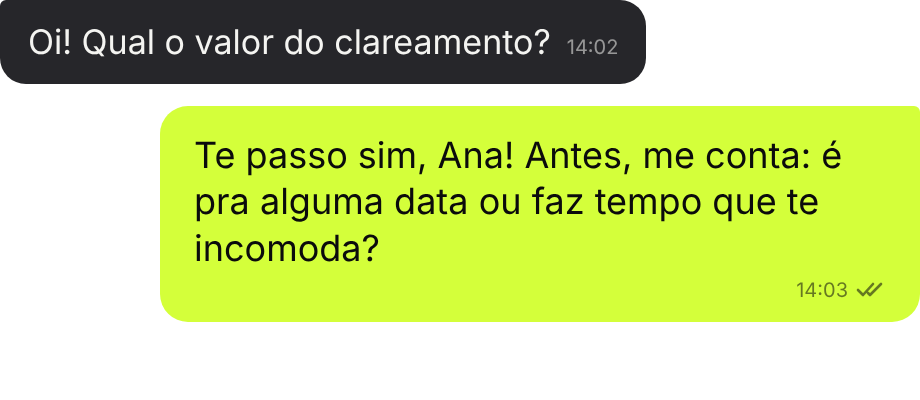 Oi! Qual o valor do clareamento? 14:02
Te passo sim, Ana! Antes, me conta: é
pra alguma data ou faz tempo que te
incomoda?
14:03